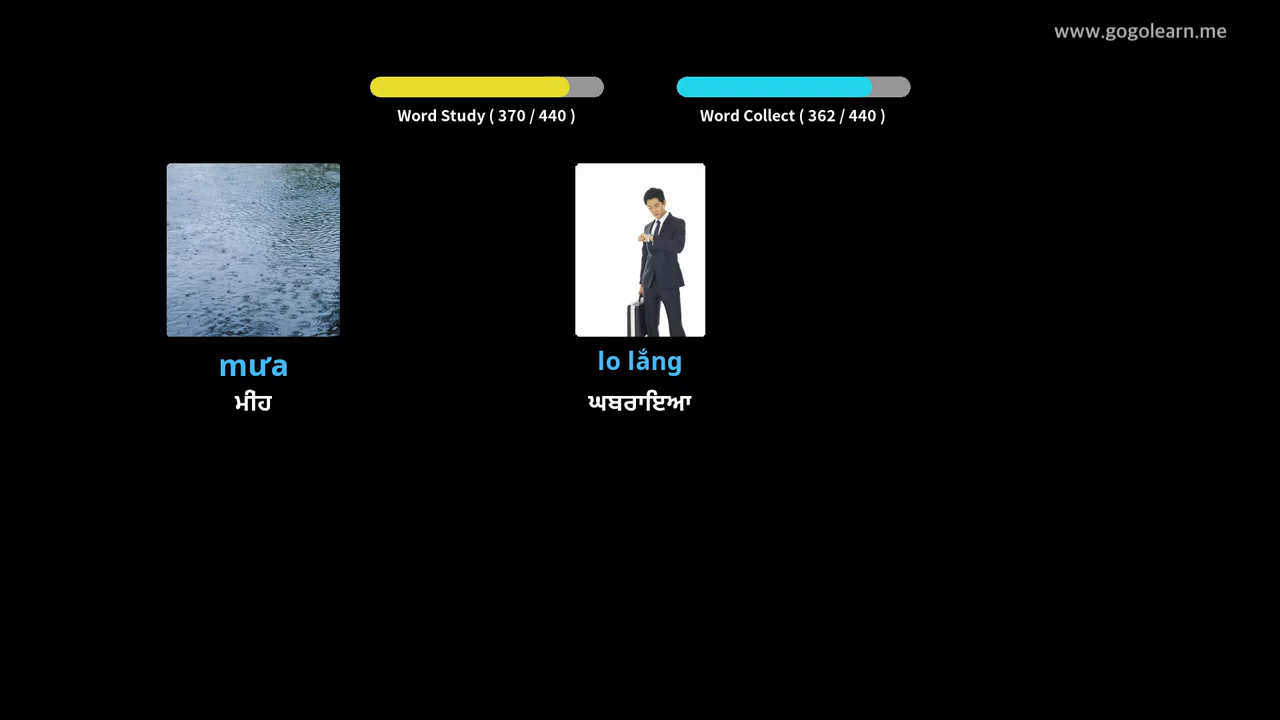 www.gogolearn.me
Word Study ( 370 / 440 )
Word Collect ( 362 / 440 )
mưa
ਮੀਂਹ
lo lắng
ਘਬਰਾਇਆ